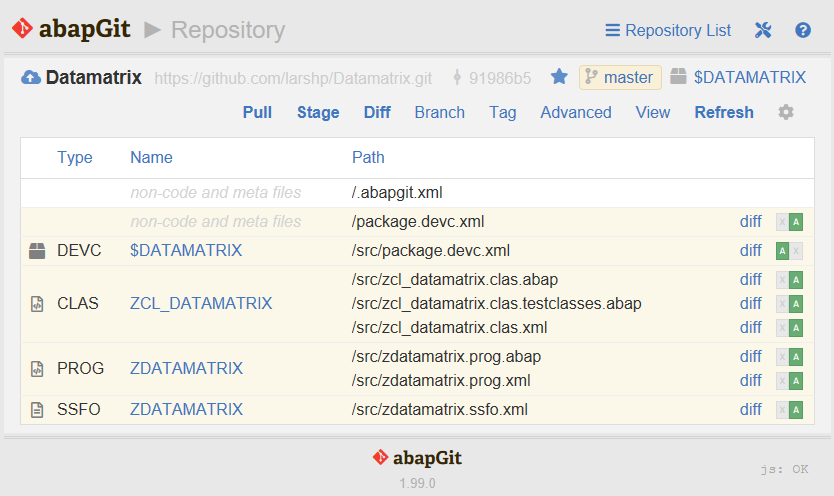 abapGit Repository Repository List
Datamatrix https://github.com/larshp/Datamatrix.git 91986b5 master $DATAMATRIX
Pull Stage Diff Branch Tag Advanced View Refresh
Type Name Path
non-code and meta files /.abapgit.xml
non-code and meta files /package.devc.xml diff X A
DEVC $DATAMATRIX /src/package.devc.xml diff A X
CLAS ZCL_DATAMATRIX /src/zcl_datamatrix.clas.abap diff X A
/src/zcl_datamatrix.clas.testclasses.abap diff X A
/src/zcl_datamatrix.clas.xml diff X A
PROG ZDATAMATRIX /src/zdatamatrix.prog.abap diff X A
/src/zdatamatrix.prog.xml diff X A
SSFO ZDATAMATRIX /src/zdatamatrix.ssfo.xml diff X A
abapGit
1.99.0
js: OK